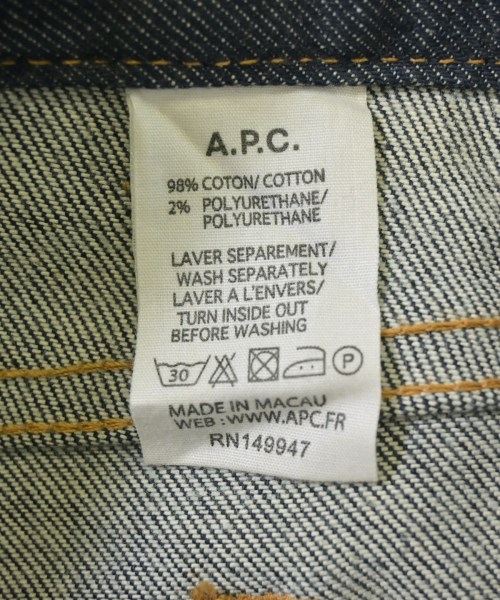 A.P.C.
98% COTON/ COTTON
2% POLYURETHANE/
POLYURETHANE
LAVER SEPAREMENT/
WASH SEPARATELY
LAVER A L'ENVERS/
TURN INSIDE OUT
BEFORE WASHING
30 P
MADE IN MACAU
WEB : WWW.APC.FR
RN149947